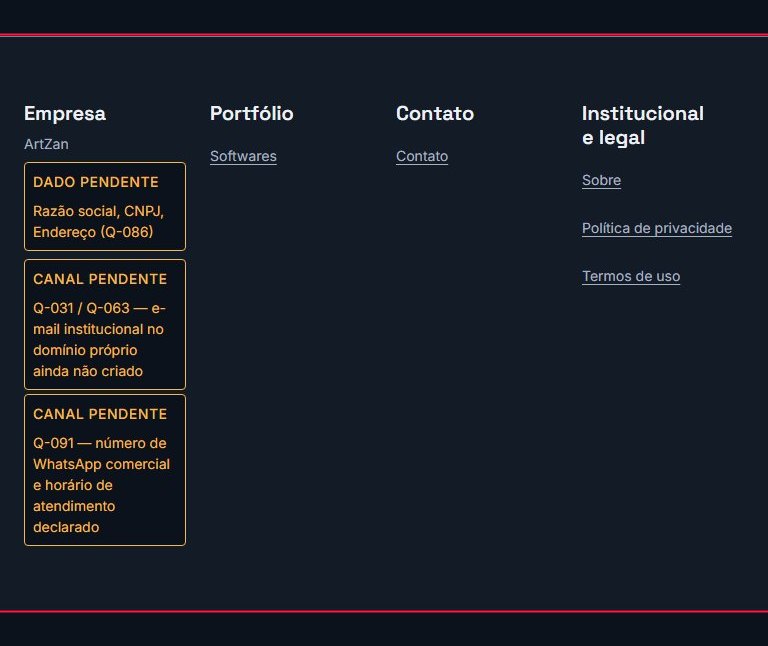 Empresa
ArtZan
DADO PENDENTE
Razão social, CNPJ,
Endereço (Q-086)
CANAL PENDENTE
Q-031 / Q-063 — e-
mail institucional no
domínio próprio
ainda não criado
CANAL PENDENTE
Q-091 — número de
WhatsApp comercial
e horário de
atendimento
declarado
Portfólio
Softwares
Contato
Contato
Institucional
e legal
Sobre
Política de privacidade
Termos de uso